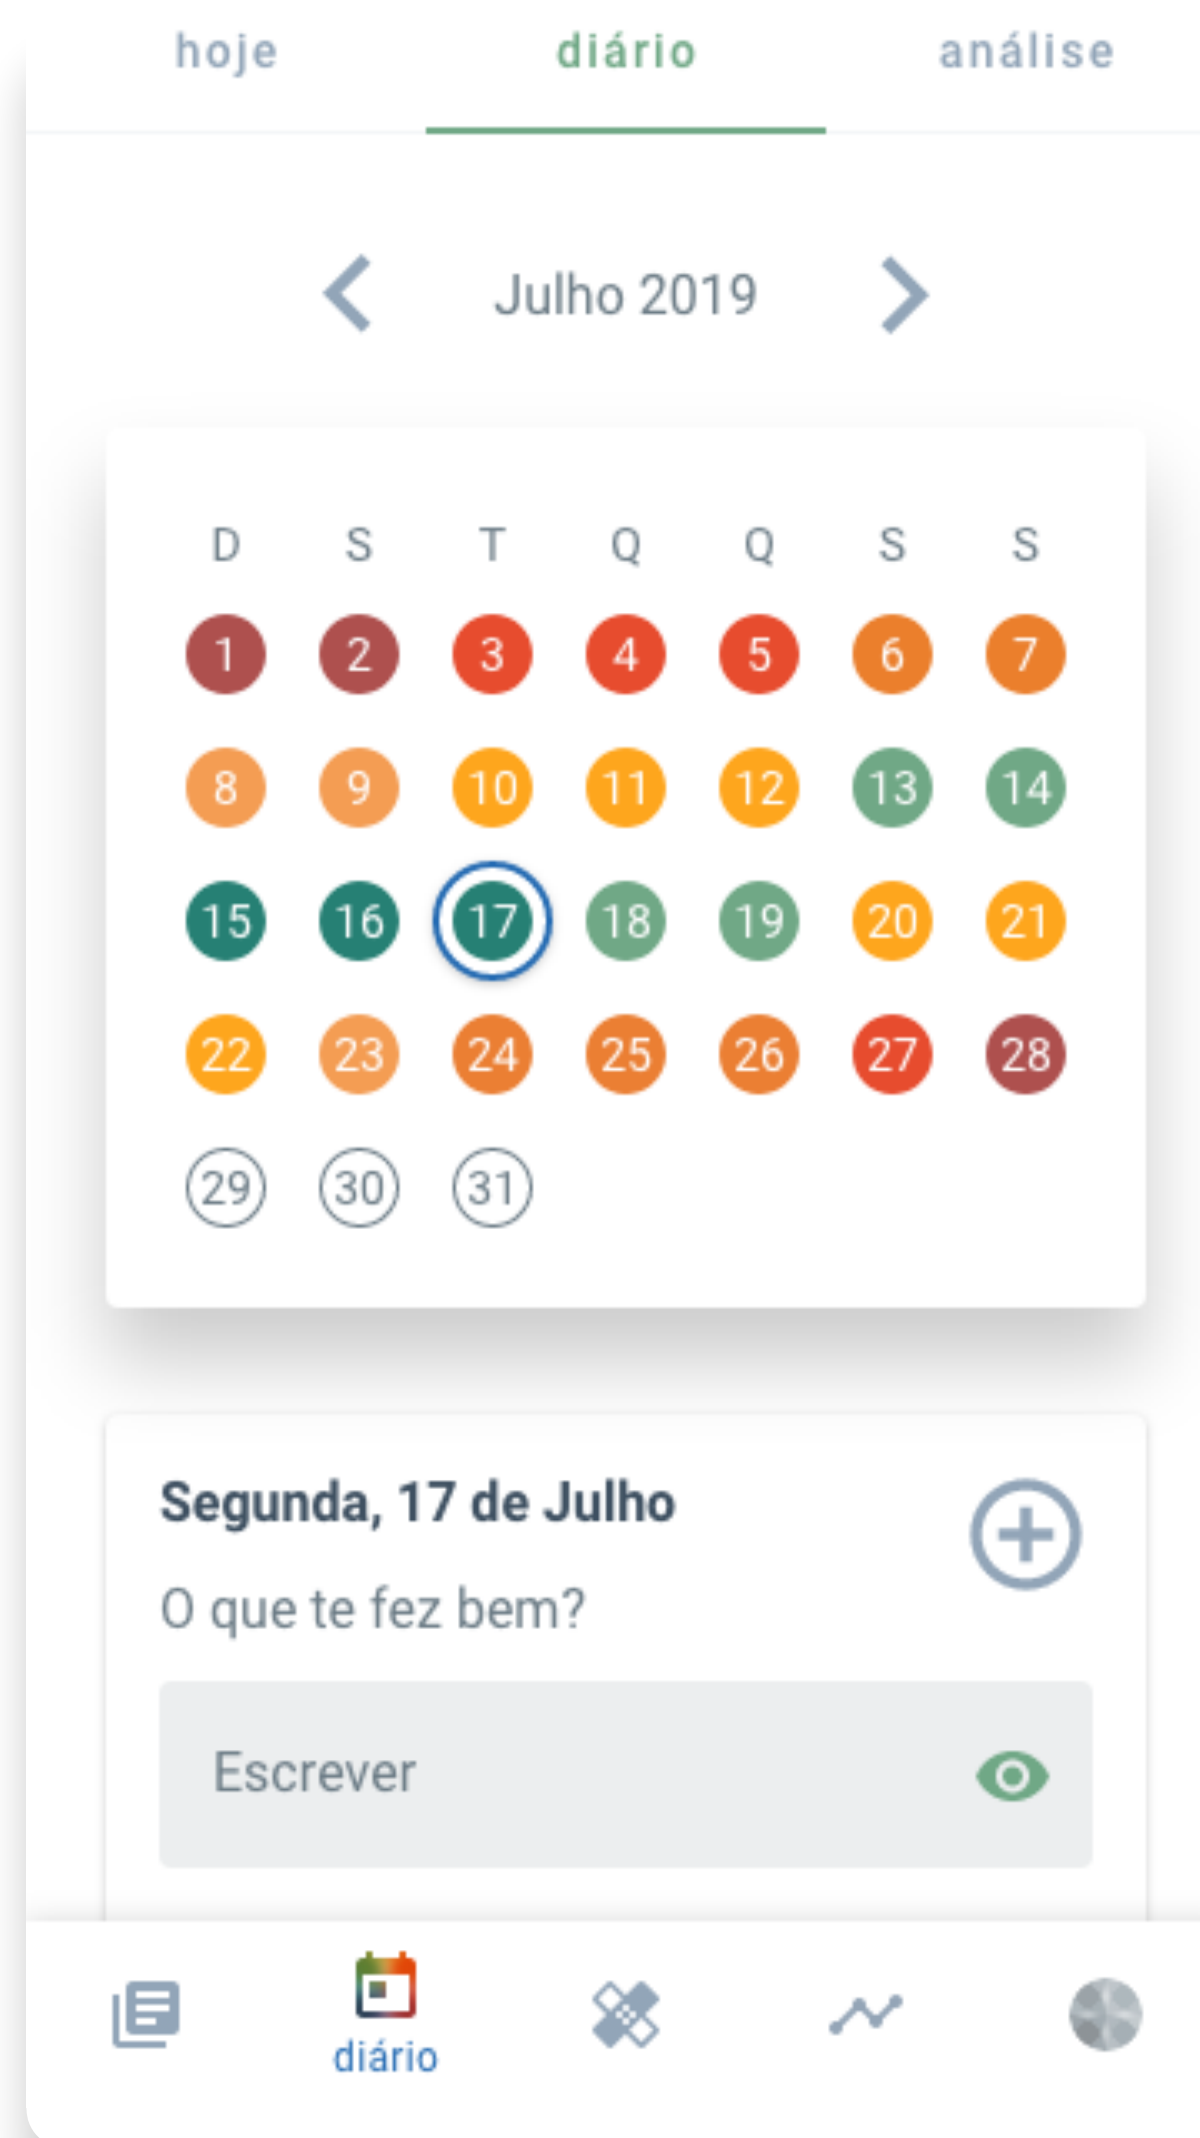 hoje diário análise
Julho 2019
D S T Q Q S S
1 2 3 4 5 6 7
8 9 10 11 12 13 14
15 16 17 18 19 20 21
22 23 24 25 26 27 28
29 30 31
Segunda, 17 de Julho
O que te fez bem?
Escrever
diário